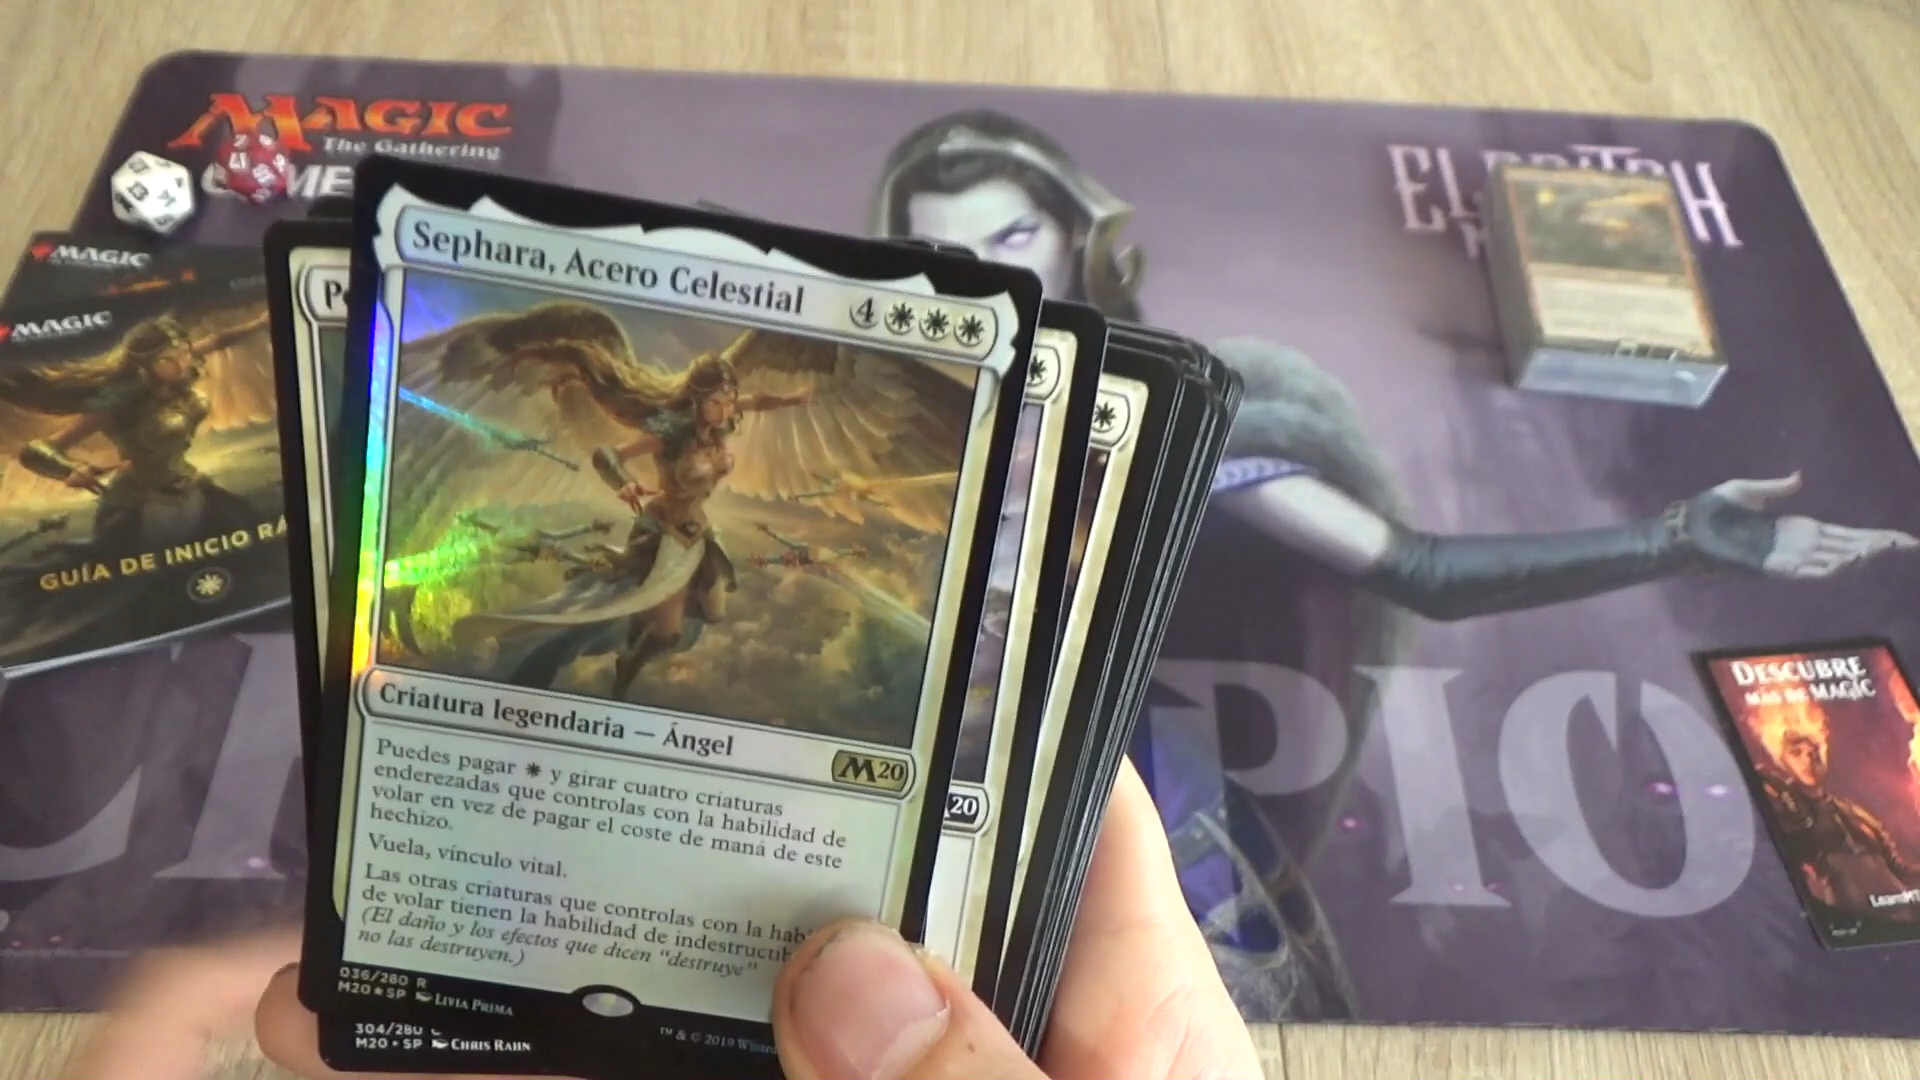 MAGIC
The Gathering
MAGIC
MAGIC
GUÍA DE INICIO
Sephara, Acero Celestial 4
Criatura legendaria — Ángel
M20
Puedes pagar y girar cuatro criaturas
enderezadas que controlas con la habilidad de
volar en vez de pagar el coste de maná de este
hechizo.
Vuela, vínculo vital.
Las otras criaturas que controlas con la
de volar tienen la habilidad de
(El daño y los efectos que dicen “destruye”
no las destruyen.)
036/280 R
M20★SP LIVIA PRIMA
™ & © 2019
304/280 C
M20•SP CHRIS RAHN
20
DESCUBRE
MÁS DE MAGIC